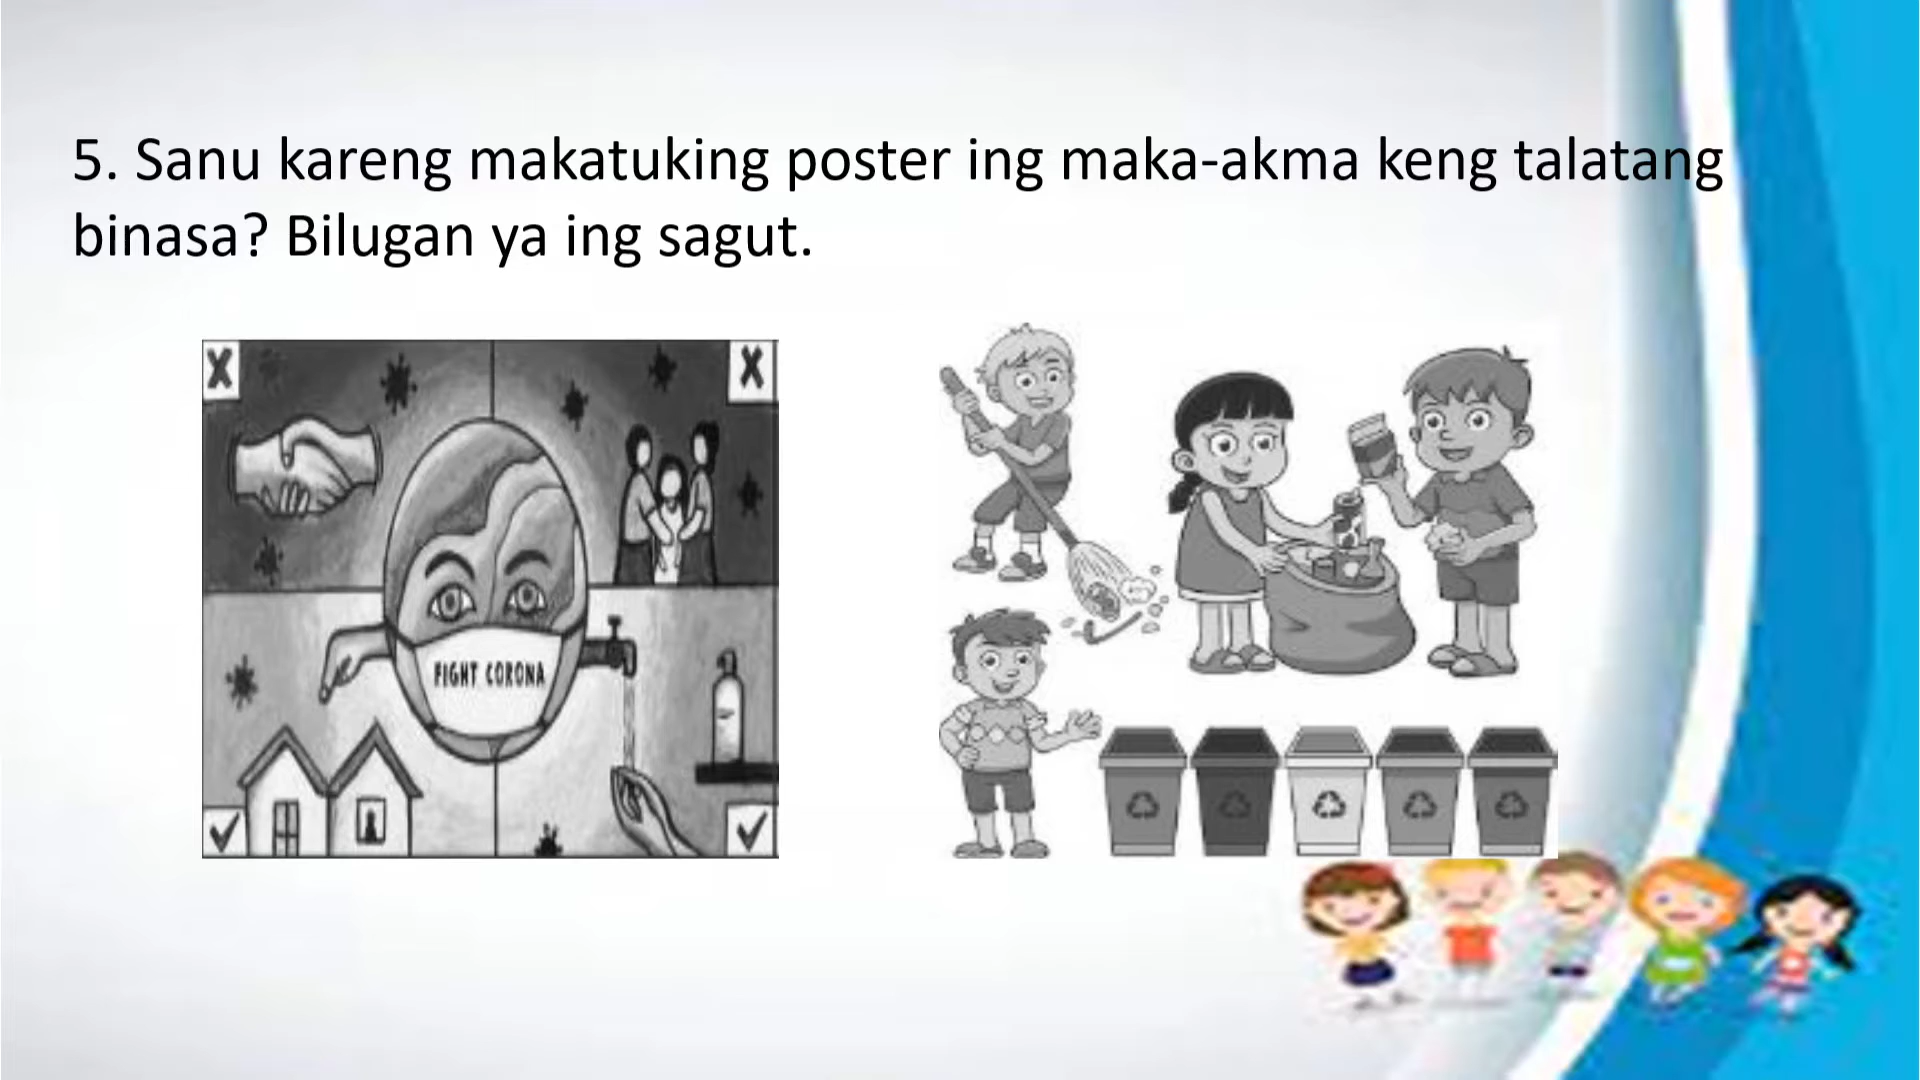 5. Sanu kareng makatuking poster ing maka-akma keng talatang
binasa? Bilugan ya ing sagut.
X
X
FIGHT CORONA